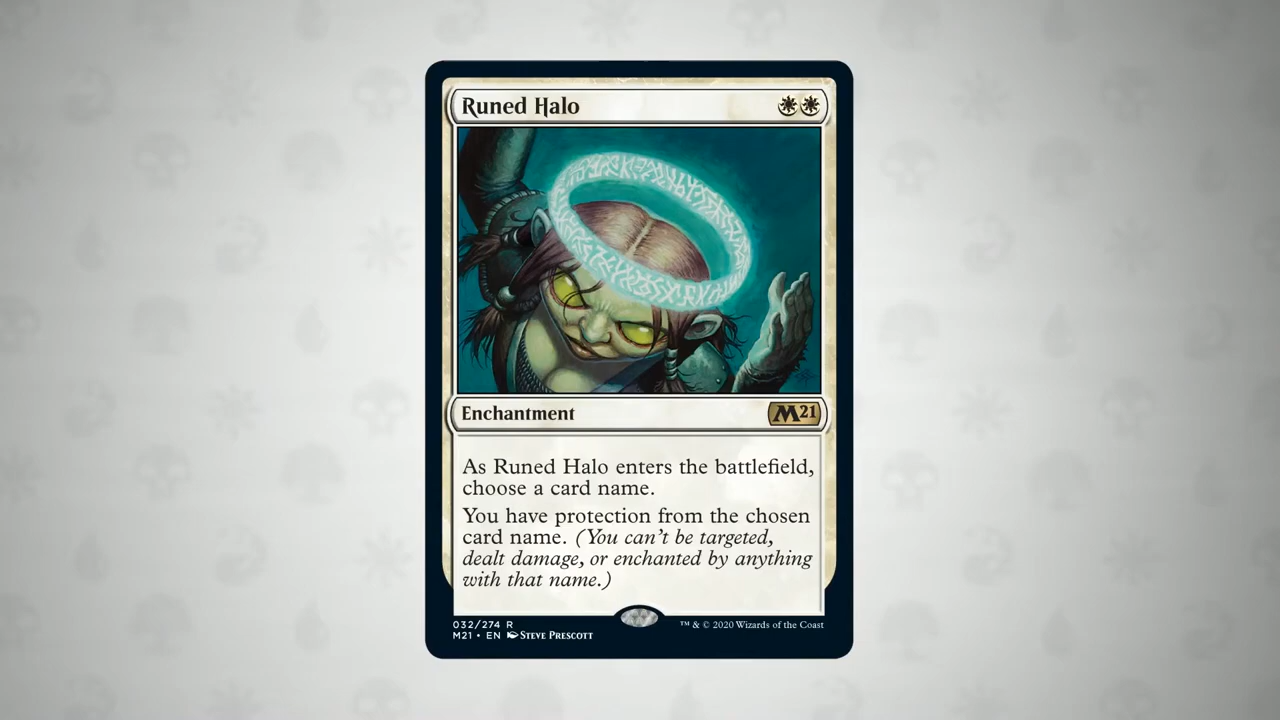 Runed Halo
Enchantment
M21
As Runed Halo enters the battlefield,
choose a card name.
You have protection from the chosen
card name. (You can't be targeted,
dealt damage, or enchanted by anything
with that name.)
032/274 R
M21 • EN STEVE PRESCOTT
™ & © 2020 Wizards of the Coast